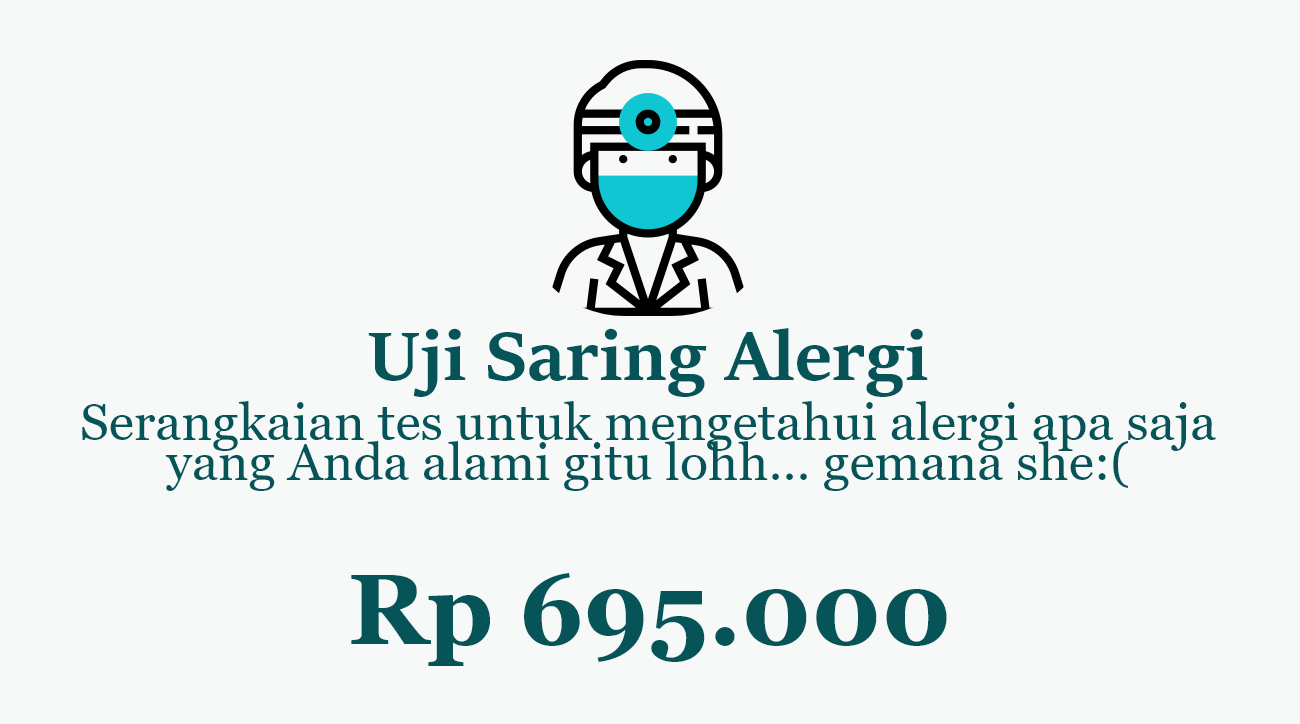 Uji Saring Alergi
Serangkaian tes untuk mengetahui alergi apa saja
yang Anda alami gitu lohh... gemana she:(
Rp 695.000